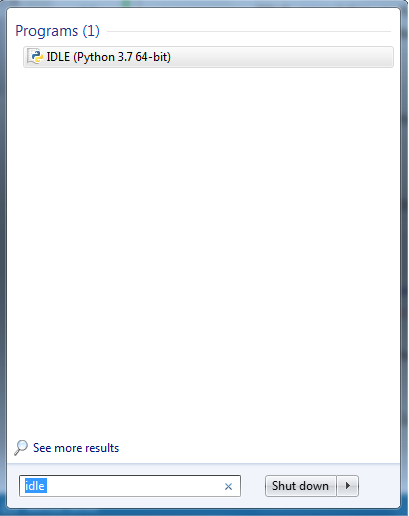 Programs (1)
IDLE (Python 3.7 64-bit)
See more results
idle
Shut down